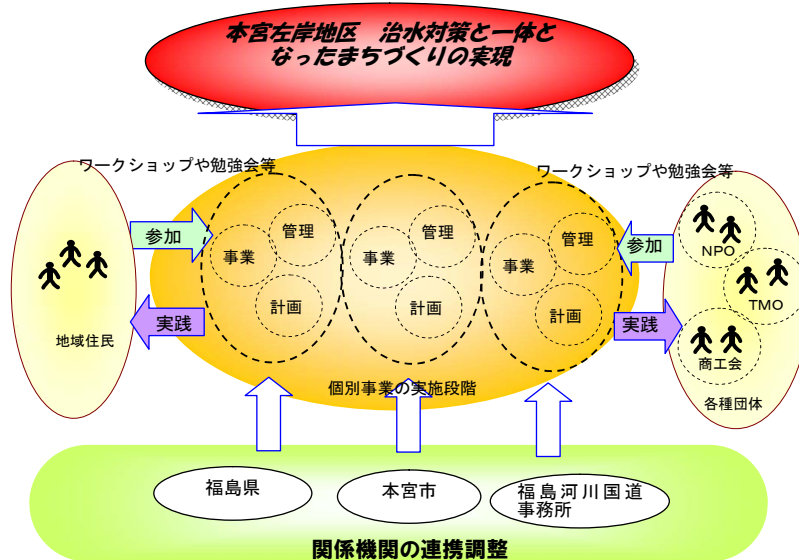 本宮左岸地区　治水対策と一体と
なったまちづくりの実現
ワークショップや勉強会等
ワークショップや勉強会等
参加
実践
地域住民
事業
管理
計画
事業
管理
計画
事業
管理
計画
参加
実践
NPO
TMO
商工会
各種団体
個別事業の実施段階
福島県
本宮市
福島河川国道
事務所
関係機関の連携調整